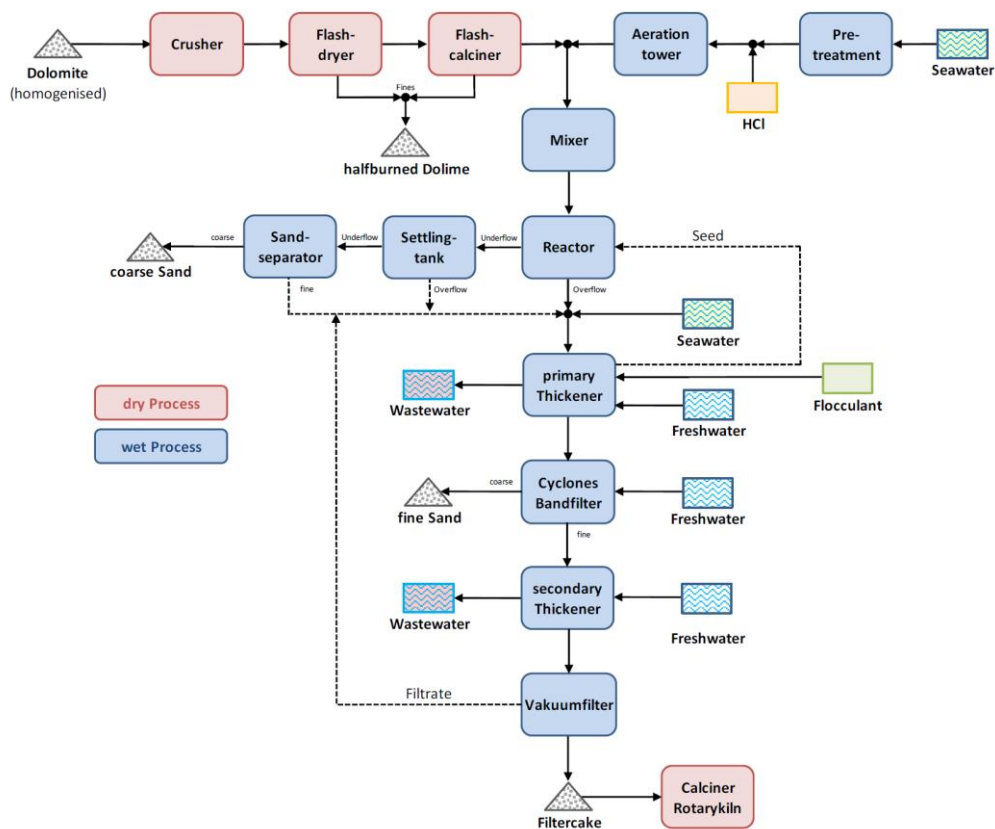 Crusher
Flash-
dryer
Flash-
calciner
Aeration
tower
Pre-
treatment
Dolomite
(homogenised)
Seawater
Fines
HCl
Mixer
halfburned Dolime
Sand-
separator
Settling-
tank
Reactor
Seed
coarse
Underflow
Underflow
coarse Sand
fine
Overflow
Overflow
Seawater
primary
Thickener
Wastewater
Flocculant
Freshwater
dry Process
wet Process
Cyclones
Bandfilter
coarse
fine Sand
Freshwater
fine
secondary
Thickener
Wastewater
Freshwater
Filtrate
Vakuumfilter
Calciner
Rotarykiln
Filtercake